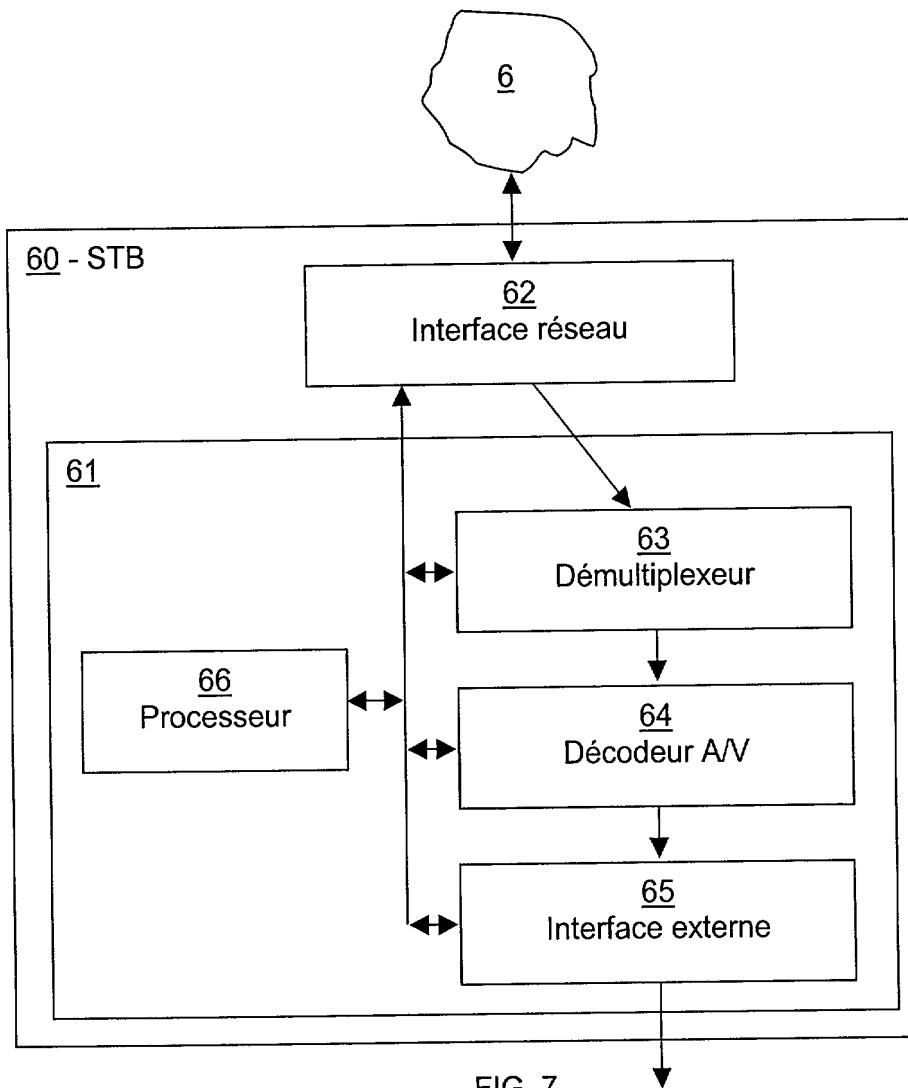 6
60 - STB
62
Interface réseau
61
63
Démultiplexeur
66
Processeur
64
Décodeur A/V
65
Interface externe
FIG. 7